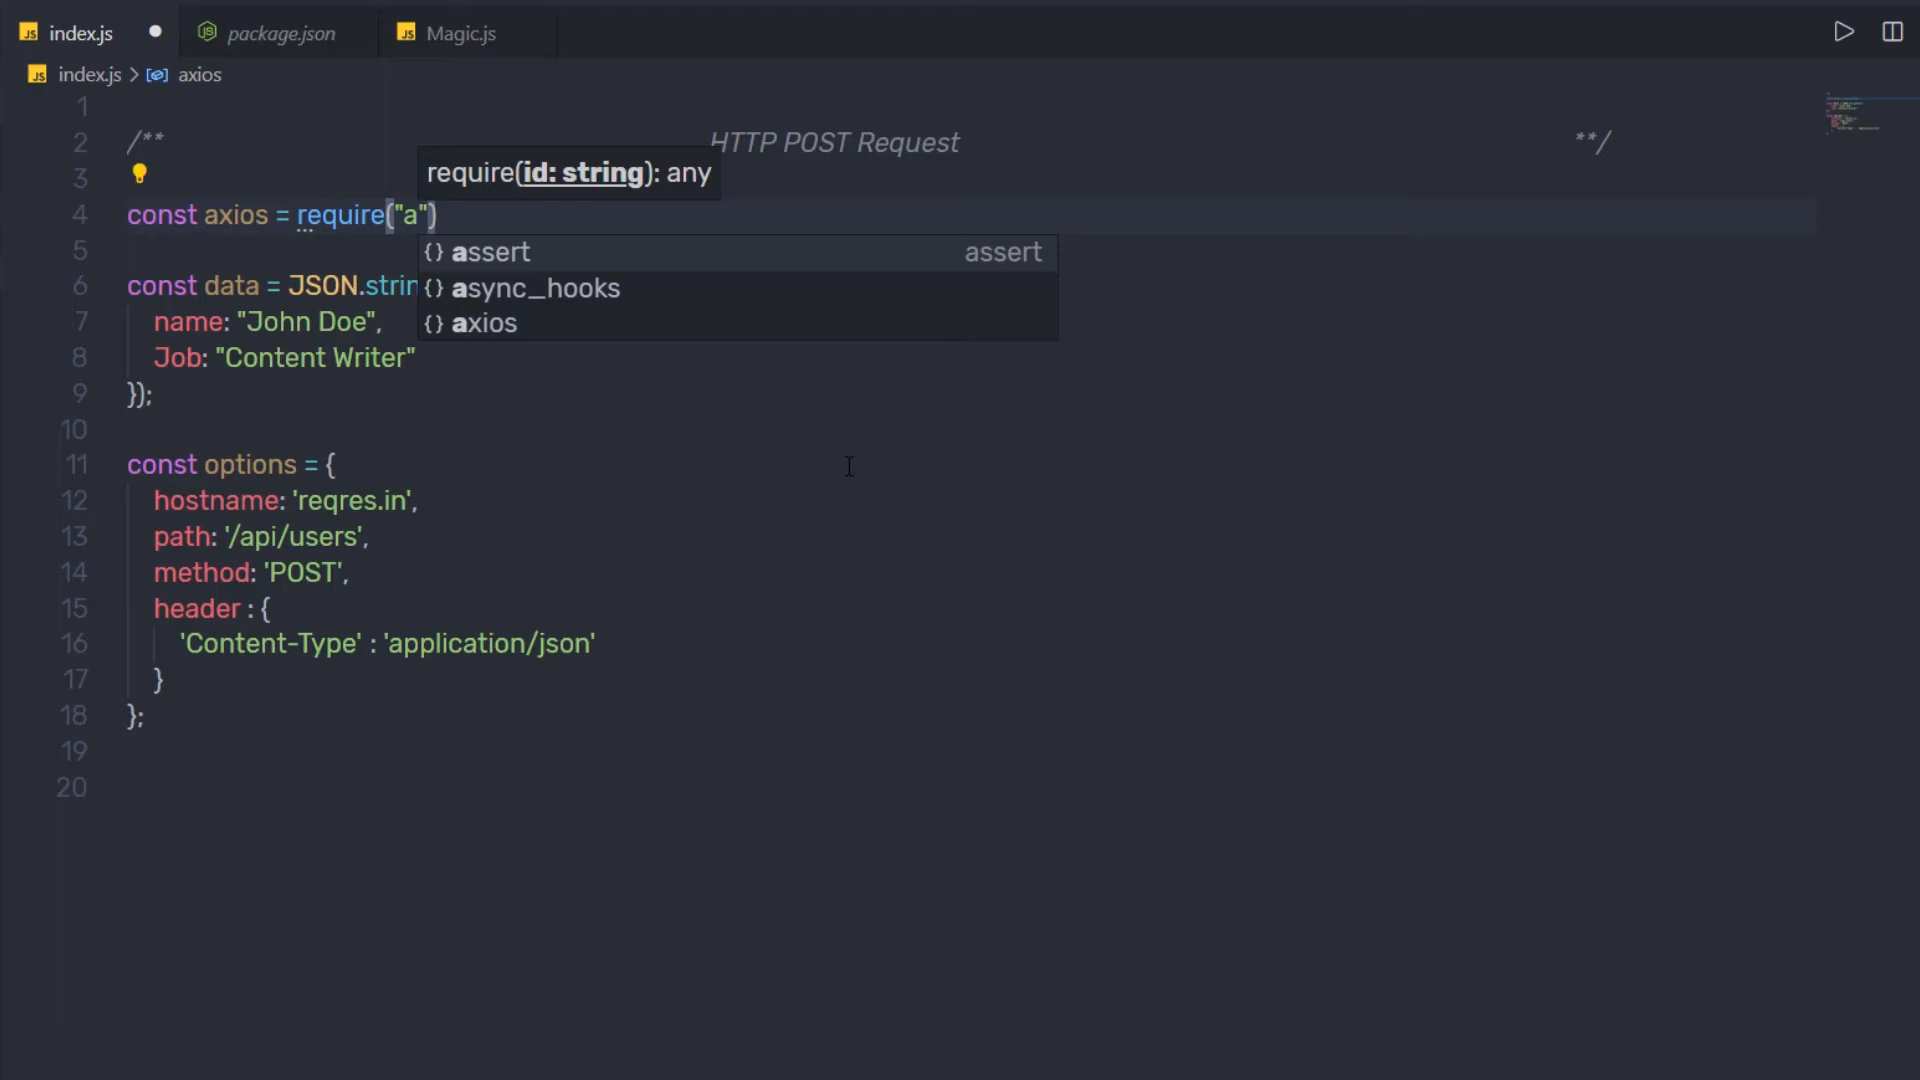 index.js package.json Magic.js
index.js > axios
1
2 /** HTTP POST Request **/
3 require(id: string): any
4 const axios = require("a")
5 assert assert
6 const data = JSON.strin async_hooks
7 name: "John Doe", axios
8 Job: "Content Writer"
9 });
10
11 const options = {
12 hostname: 'reqres.in',
13 path: '/api/users',
14 method: 'POST',
15 header : {
16 'Content-Type' : 'application/json'
17 }
18 };
19
20